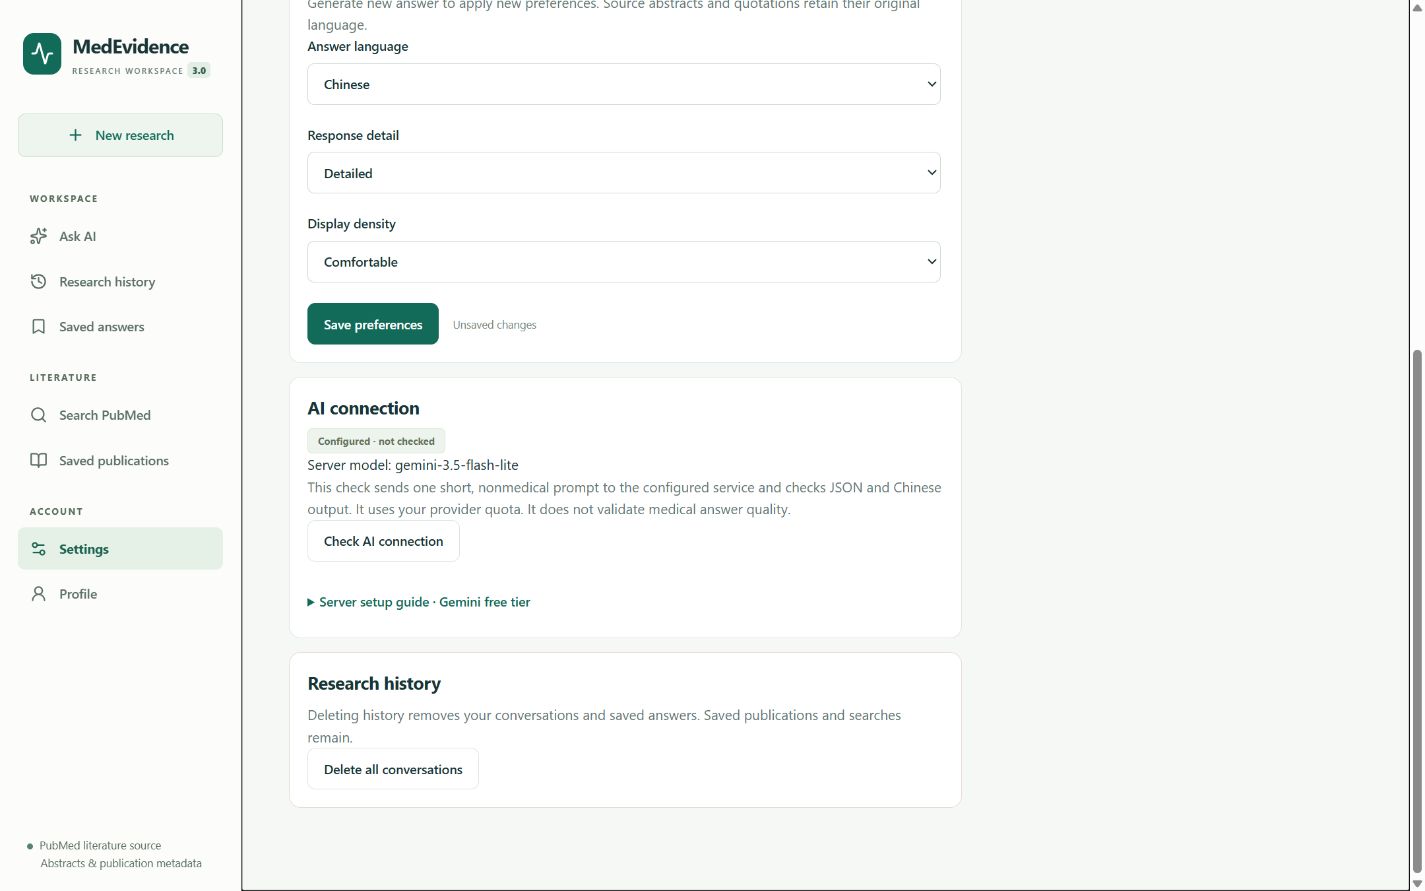 MedEvidence
RESEARCH WORKSPACE 3.0
New research
WORKSPACE
Ask AI
Research history
Saved answers
LITERATURE
Search PubMed
Saved publications
ACCOUNT
Settings
Profile
PubMed literature source
Abstracts & publication metadata
Generate new answer to apply new preferences. Source abstracts and quotations retain their original
language.
Answer language
Chinese
Response detail
Detailed
Display density
Comfortable
Save preferences
Unsaved changes
AI connection
Configured · not checked
Server model: gemini-3.5-flash-lite
This check sends one short, nonmedical prompt to the configured service and checks JSON and Chinese
output. It uses your provider quota. It does not validate medical answer quality.
Check AI connection
Server setup guide · Gemini free tier
Research history
Deleting history removes your conversations and saved answers. Saved publications and searches
remain.
Delete all conversations